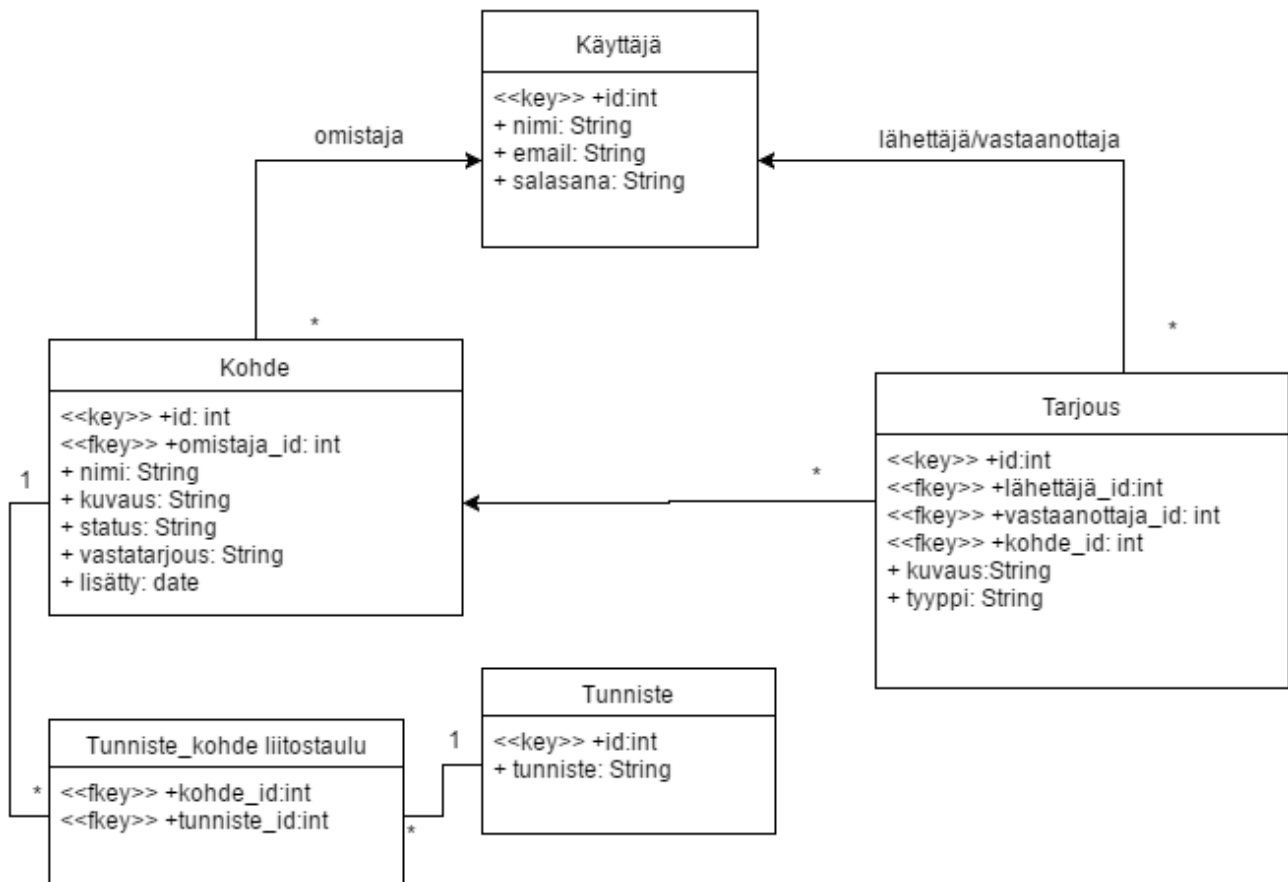 Käyttäjä
<<key>> +id:int
+ nimi: String
+ email: String
+ salasana: String
omistaja
lähettäjä/vastaanottaja
*
*
Kohde
<<key>> +id: int
<<fkey>> +omistaja_id: int
+ nimi: String
+ kuvaus: String
+ status: String
+ vastatarjous: String
+ lisätty: date
1
*
Tarjous
<<key>> +id:int
<<fkey>> +lähettäjä_id:int
<<fkey>> +vastaanottaja_id: int
<<fkey>> +kohde_id: int
+ kuvaus:String
+ tyyppi: String
Tunniste_kohde liitostaulu
<<fkey>> +kohde_id:int
<<fkey>> +tunniste_id:int
*
*
1
Tunniste
<<key>> +id:int
+ tunniste: String